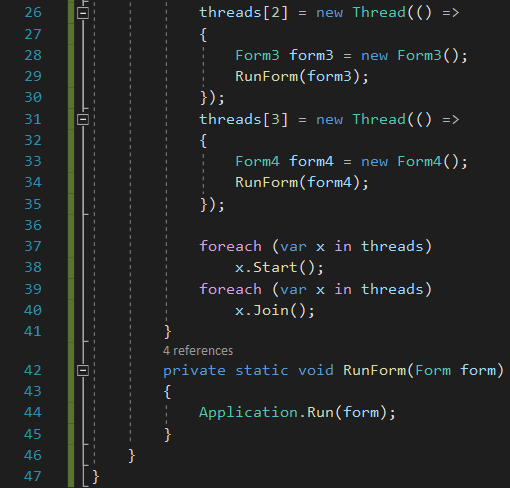 26 threads[2] = new Thread(() =>
27 {
28 Form3 form3 = new Form3();
29 RunForm(form3);
30 });
31 threads[3] = new Thread(() =>
32 {
33 Form4 form4 = new Form4();
34 RunForm(form4);
35 });
36
37 foreach (var x in threads)
38 x.Start();
39 foreach (var x in threads)
40 x.Join();
41 }
4 references
42 private static void RunForm(Form form)
43 {
44 Application.Run(form);
45 }
46 }
47 }